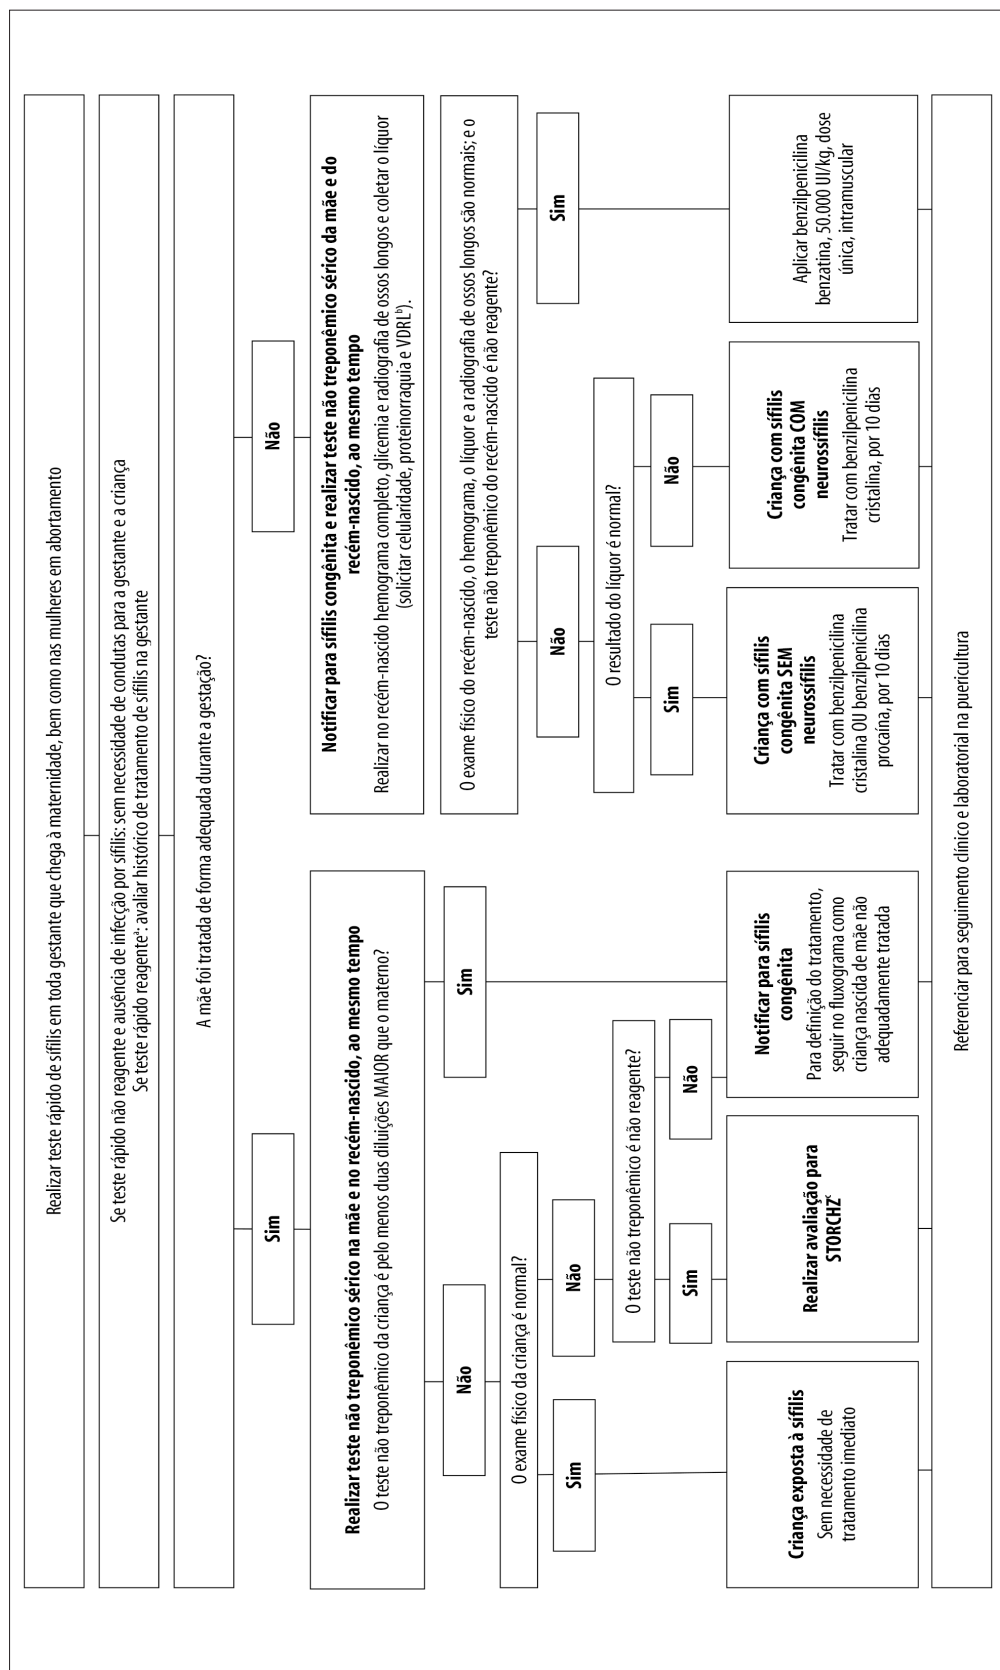 Realizar teste rápido de sífilis em toda gestante que chega à maternidade, bem como nas mulheres em abortamento
Se teste rápido não reagente e ausência de infecção por sífilis: sem necessidade de condutas para a gestante e a criança
Se teste rápido reagenteᵃ: avaliar histórico de tratamento de sífilis na gestante
A mãe foi tratada de forma adequada durante a gestação?
Sim
Realizar teste não treponêmico sérico na mãe e no recém-nascido, ao mesmo tempo
O teste não treponêmico da criança é pelo menos duas diluições MAIOR que o materno?
Não
Sim
O exame físico da criança é normal?
Sim
Não
O teste não treponêmico é não reagente?
Sim
Não
Criança exposta à sífilis
Sem necessidade de
tratamento imediato
Realizar avaliação para
STORCHZᶜ
Notificar para sífilis
congênita
Para definição do tratamento,
seguir no fluxograma como
criança nascida de mãe não
adequadamente tratada
Não
Notificar para sífilis congênita e realizar teste não treponêmico sérico da mãe e do
recém-nascido, ao mesmo tempo
Realizar no recém-nascido hemograma completo, glicemia e radiografia de ossos longos e coletar o líquor
(solicitar celularidade, proteinorraquia e VDRLᵇ).
O exame físico do recém-nascido, o hemograma, o líquor e a radiografia de ossos longos são normais; e o
teste não treponêmico do recém-nascido é não reagente?
Não
Sim
O resultado do líquor é normal?
Sim
Não
Criança com sífilis
congênita SEM
neurossífilis
Tratar com benzilpenicilina
cristalina OU benzilpenicilina
procaína, por 10 dias
Criança com sífilis
congênita COM
neurossífilis
Tratar com benzilpenicilina
cristalina, por 10 dias
Aplicar benzilpenicilina
benzatina, 50.000 UI/kg, dose
única, intramuscular
Referenciar para seguimento clínico e laboratorial na puericultura